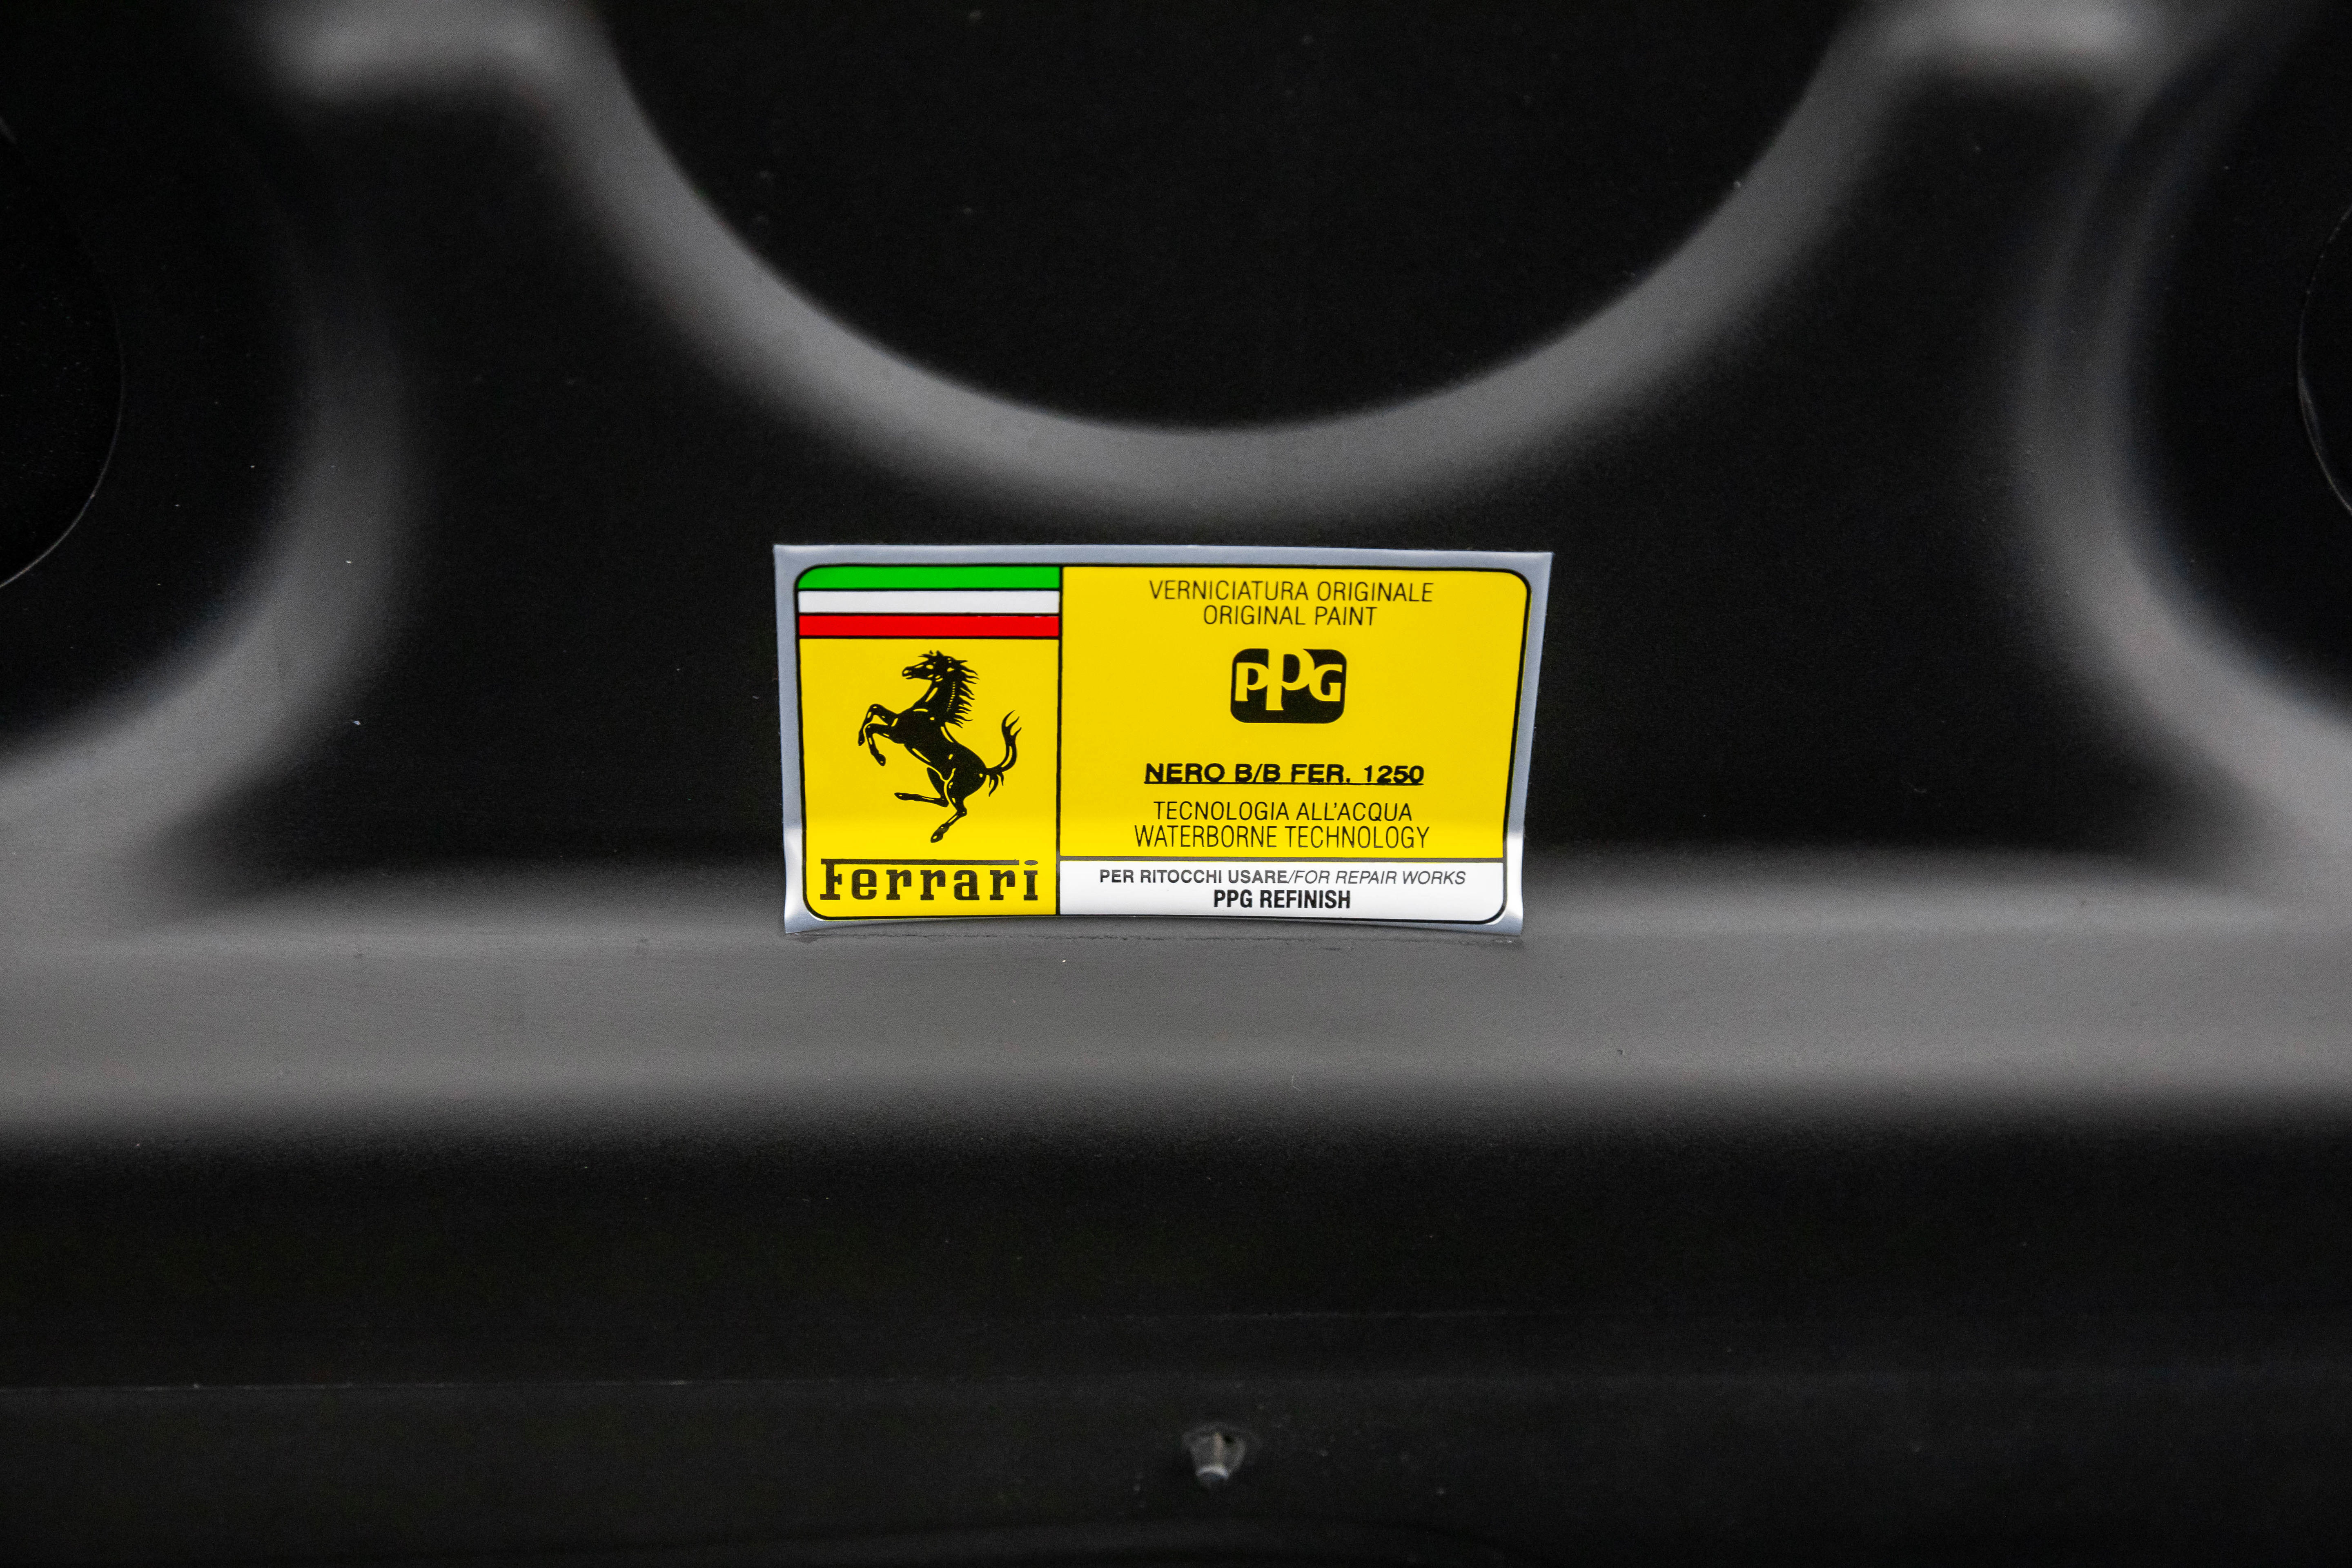 Ferrari
VERNICIATURA ORIGINALE
ORIGINAL PAINT
PPG
NERO B/B FER. 1250
TECNOLOGIA ALL'ACQUA
WATERBORNE TECHNOLOGY
PER RITOCCHI USARE/FOR REPAIR WORKS
PPG REFINISH